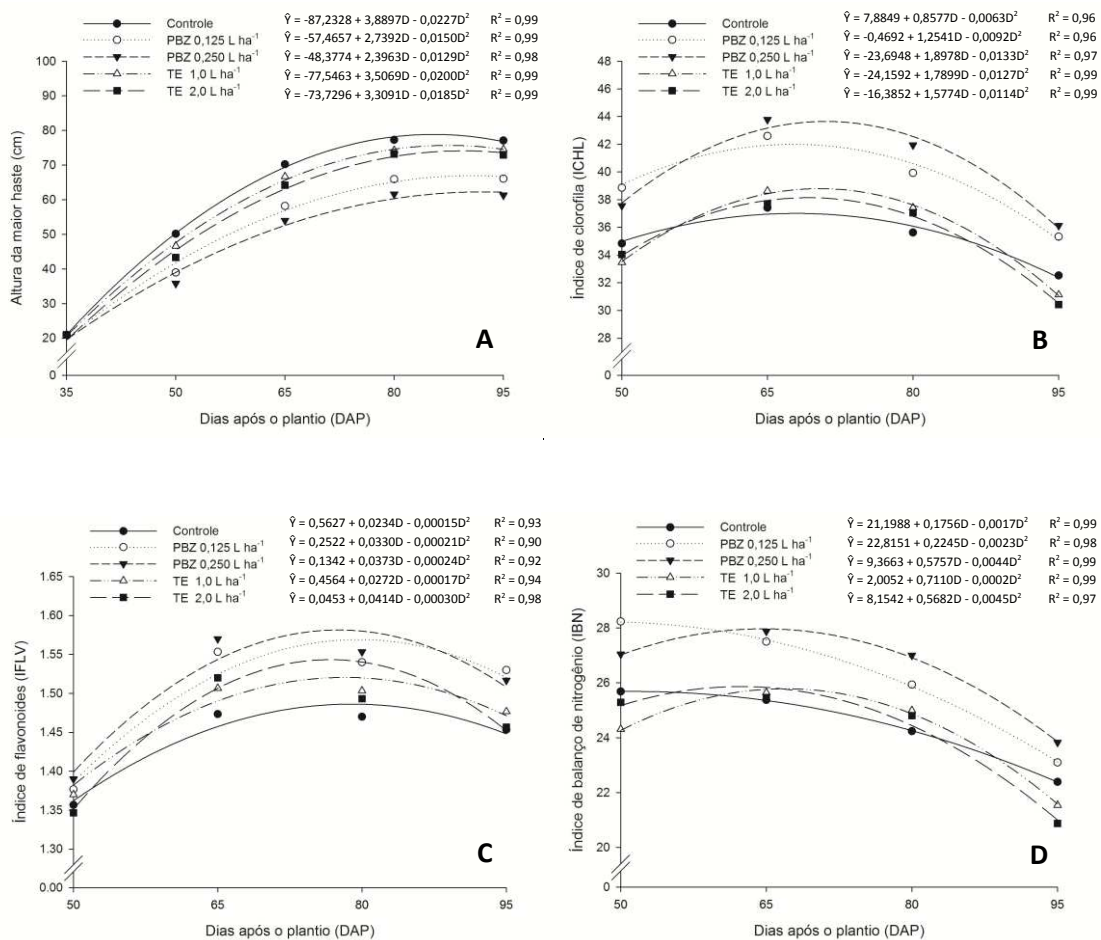 Controle Ŷ = -87,2328 + 3,8897D - 0,0227D² R² = 0,99
PBZ 0,125 L ha⁻¹ Ŷ = -57,4657 + 2,7392D - 0,0150D² R² = 0,99
PBZ 0,250 L ha⁻¹ Ŷ = -48,3774 + 2,3963D - 0,0129D² R² = 0,98
TE 1,0 L ha⁻¹ Ŷ = -77,5463 + 3,5069D - 0,0200D² R² = 0,99
TE 2,0 L ha⁻¹ Ŷ = -73,7296 + 3,3091D - 0,0185D² R² = 0,99
Altura da maior haste (cm)
100
90
80
70
60
50
40
30
20
0
A
35 50 65 80 95
Dias após o plantio (DAP)
Controle Ŷ = 7,8849 + 0,8577D - 0,0063D² R² = 0,96
PBZ 0,125 L ha⁻¹ Ŷ = -0,4692 + 1,2541D - 0,0092D² R² = 0,96
PBZ 0,250 L ha⁻¹ Ŷ = -23,6948 + 1,8978D - 0,0133D² R² = 0,97
TE 1,0 L ha⁻¹ Ŷ = -24,1592 + 1,7899D - 0,0127D² R² = 0,99
TE 2,0 L ha⁻¹ Ŷ = -16,3852 + 1,5774D - 0,0114D² R² = 0,99
Índice de clorofila (ICHL)
48
46
44
42
40
38
36
34
32
30
28
0
B
50 65 80 95
Dias após o plantio (DAP)
Controle Ŷ = 0,5627 + 0,0234D - 0,00015D² R² = 0,93
PBZ 0,125 L ha⁻¹ Ŷ = 0,2522 + 0,0330D - 0,00021D² R² = 0,90
PBZ 0,250 L ha⁻¹ Ŷ = 0,1342 + 0,0373D - 0,00024D² R² = 0,92
TE 1,0 L ha⁻¹ Ŷ = 0,4564 + 0,0272D - 0,00017D² R² = 0,94
TE 2,0 L ha⁻¹ Ŷ = 0,0453 + 0,0414D - 0,00030D² R² = 0,98
Índice de flavonoides (IFLV)
1.65
1.60
1.55
1.50
1.45
1.40
1.35
1.30
0.00
C
50 65 80 95
Dias após o plantio (DAP)
Controle Ŷ = 21,1988 + 0,1756D - 0,0017D² R² = 0,99
PBZ 0,125 L ha⁻¹ Ŷ = 22,8151 + 0,2245D - 0,0023D² R² = 0,98
PBZ 0,250 L ha⁻¹ Ŷ = 9,3663 + 0,5757D - 0,0044D² R² = 0,99
TE 1,0 L ha⁻¹ Ŷ = 2,0052 + 0,7110D - 0,0002D² R² = 0,99
TE 2,0 L ha⁻¹ Ŷ = 8,1542 + 0,5682D - 0,0045D² R² = 0,97
Índice de balanço de nitrogênio (IBN)
30
28
26
24
22
20
0
D
50 65 80 95
Dias após o plantio (DAP)